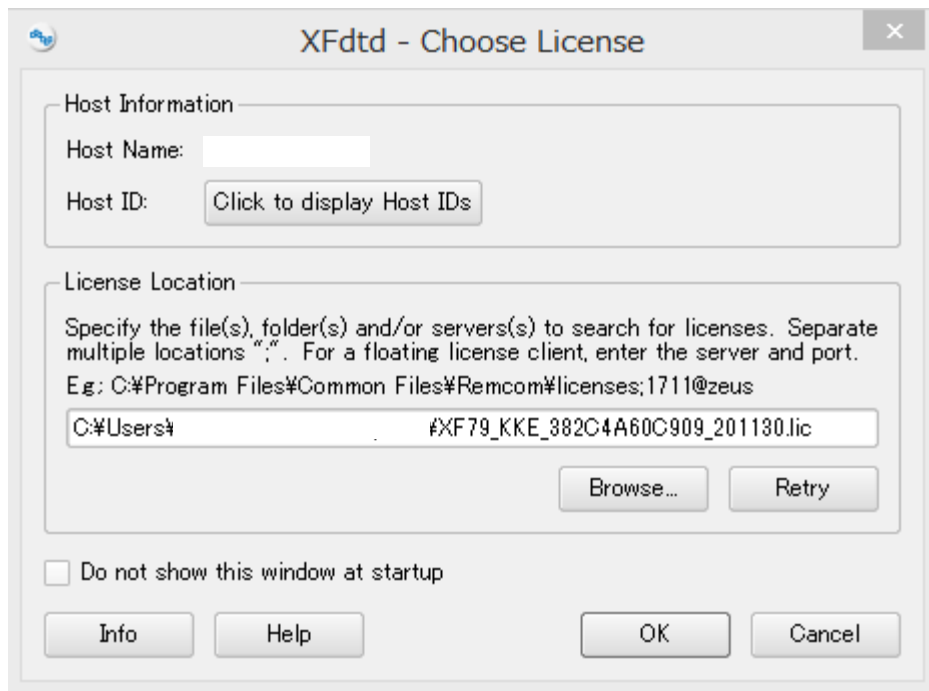 XFdtd - Choose License
Host Information
Host Name:
Host ID: Click to display Host IDs
License Location
Specify the file(s), folder(s) and/or servers(s) to search for licenses. Separate
multiple locations ";". For a floating license client, enter the server and port.
Eg; C:¥Program Files¥Common Files¥Remcom¥licenses;1711@zeus
C:¥Users¥ ¥XF79_KKE_382C4A60C909_201130.lic
Browse... Retry
Do not show this window at startup
Info Help OK Cancel